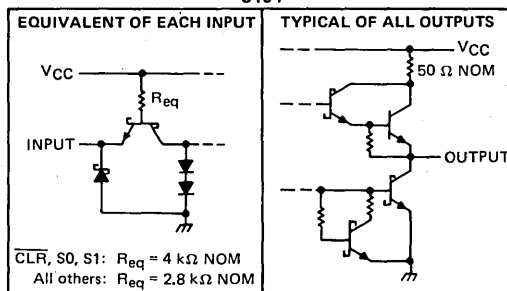 EQUIVALENT OF EACH INPUT
VCC
Req
INPUT
CLR, S0, S1: Req = 4 kΩ NOM
All others: Req = 2.8 kΩ NOM
TYPICAL OF ALL OUTPUTS
VCC
50 Ω NOM
OUTPUT